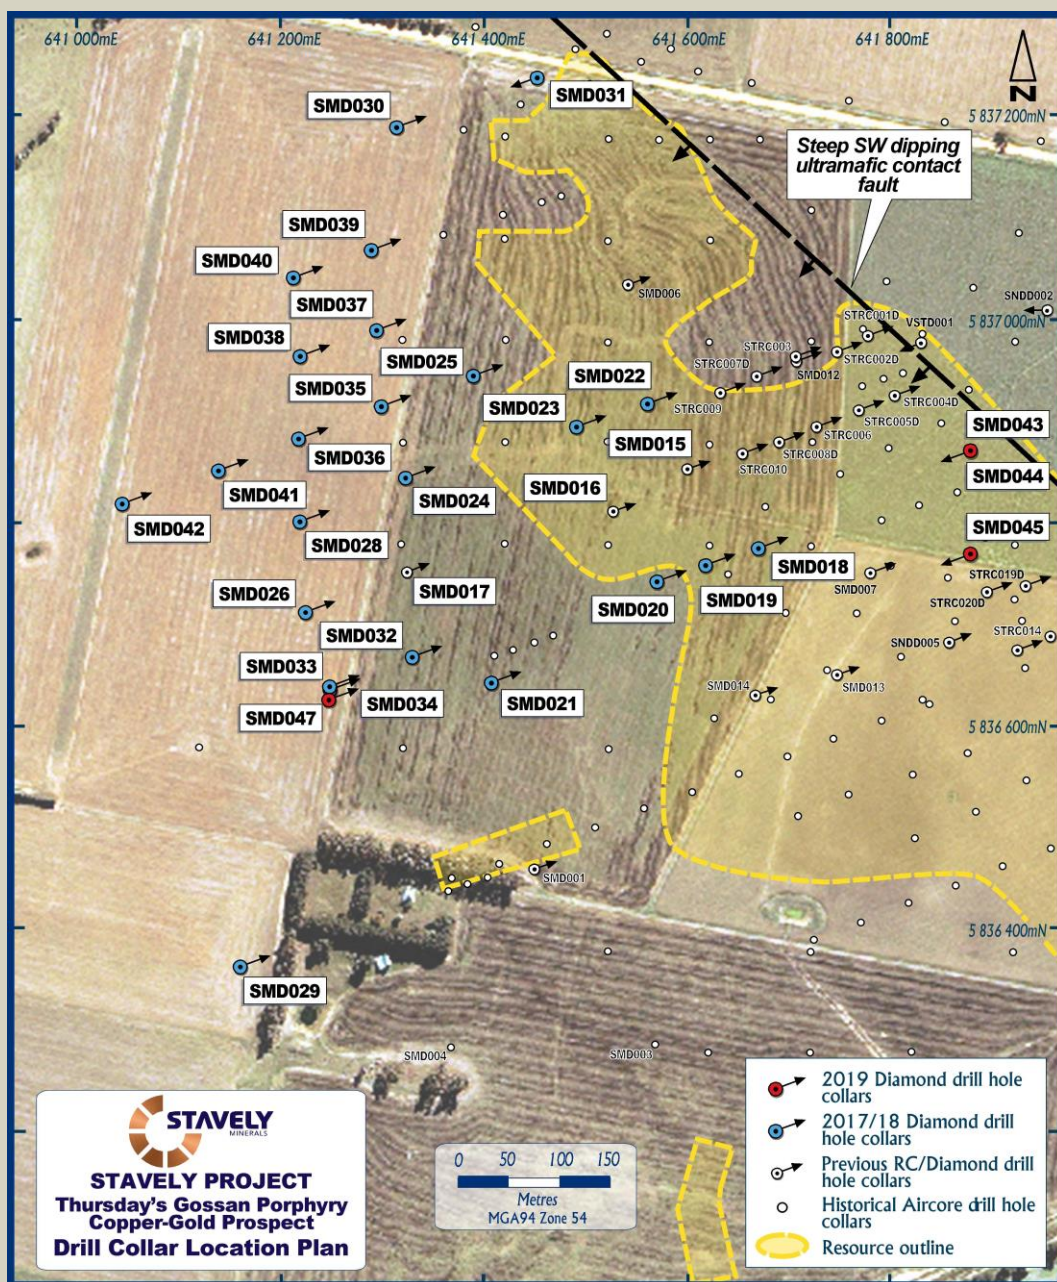 641 000mE
641 200mE
641 400mE
641 600mE
641 800mE
N
SMD031
SMD030
5 837 200mN
Steep SW dipping
ultramafic contact
fault
SMD039
SMD040
SMD006
SNDD002
SMD037
STRC001D
VSTD001
5 837 000mN
SMD038
SMD025
STRC003
STRC007D
STRC002D
SMD012
SMD022
SMD035
SMD023
STRC009
STRC004D
STRC005D
SMD043
SMD015
STRC006
SMD036
STRC008D
STRC010
SMD044
SMD041
SMD024
SMD016
SMD042
SMD045
SMD028
SMD018
SMD017
SMD019
SMD007
STRC019D
SMD026
SMD020
STRC020D
SMD032
STRC014
SNDD005
SMD033
SMD034
SMD021
SMD014
SMD013
SMD047
5 836 600mN
SMD001
5 836 400mN
SMD029
SMD004
SMD003
2019 Diamond drill hole
collars
2017/18 Diamond drill
hole collars
Previous RC/Diamond drill
hole collars
Historical Aircore drill hole
collars
Resource outline
STAVELY
MINERALS
STAVELY PROJECT
Thursday's Gossan Porphyry
Copper-Gold Prospect
Drill Collar Location Plan
0 50 100 150
Metres
MGA94 Zone 54